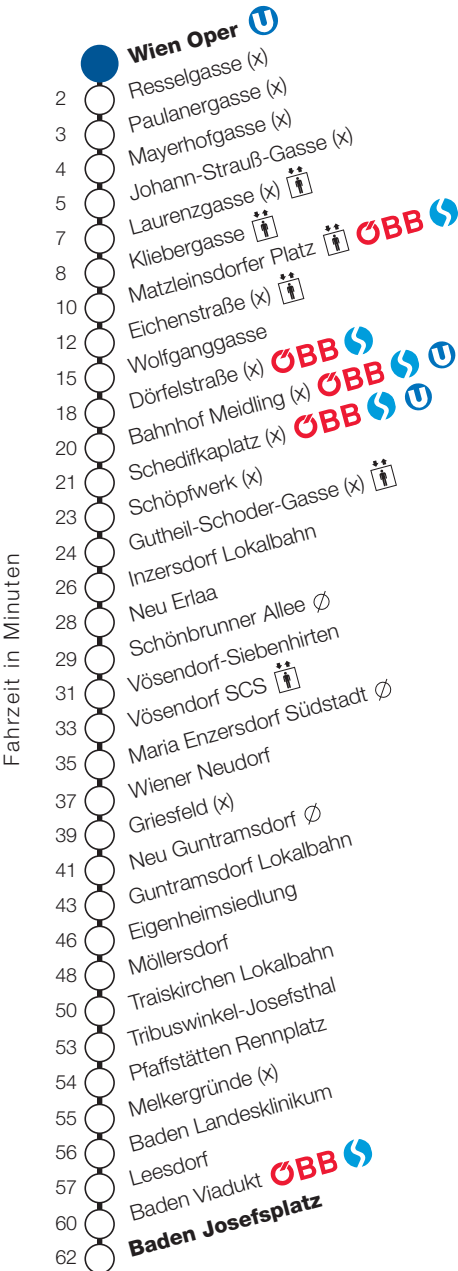 Wien Oper U
2 Resselgasse (x)
3 Paulanergasse (x)
4 Mayerhofgasse (x)
5 Johann-Strauß-Gasse (x)
7 Laurenzgasse (x)
8 Kliebergasse
10 Matzleinsdorfer Platz ÖBB S
12 Eichenstraße (x)
15 Wolfganggasse
18 Dörfelstraße (x) ÖBB S
20 Bahnhof Meidling (x) ÖBB S U
21 Schedifkaplatz (x) ÖBB S U
23 Schöpfwerk (x)
24 Gutheil-Schoder-Gasse (x)
26 Inzersdorf Lokalbahn
28 Neu Erlaa
29 Schönbrunner Allee ∅
31 Vösendorf-Siebenhirten
33 Vösendorf SCS
35 Maria Enzersdorf Südstadt ∅
37 Wiener Neudorf
39 Griesfeld (x)
41 Neu Guntramsdorf ∅
43 Guntramsdorf Lokalbahn
46 Eigenheimsiedlung
48 Möllersdorf
50 Traiskirchen Lokalbahn
53 Tribuswinkel-Josefsthal
54 Pfaffstätten Rennplatz
55 Melkergründe (x)
56 Baden Landesklinikum
57 Leesdorf
60 Baden Viadukt ÖBB S
62 Baden Josefsplatz
Fahrzeit in Minuten